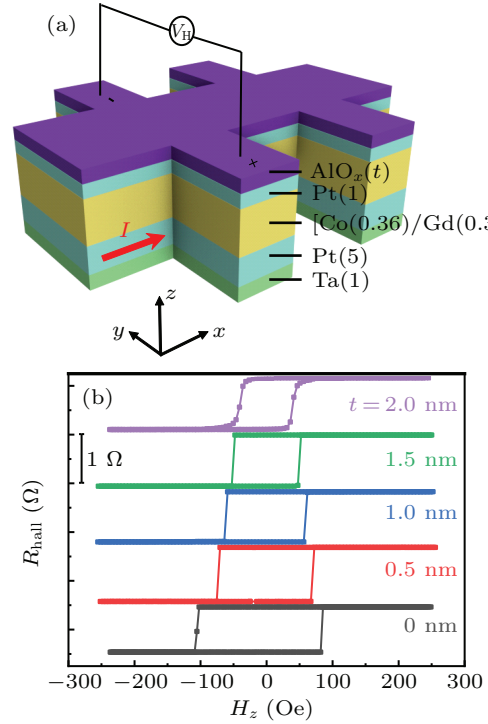 (a)
V_H
- +
AlO_x(t)
Pt(1)
[Co(0.36)/Gd(0.3
I
Pt(5)
Ta(1)
z
y x
(b)
t = 2.0 nm
1.5 nm
1 Ω
1.0 nm
0.5 nm
0 nm
R_hall (Ω)
−300 −200 −100 0 100 200 300
H_z (Oe)